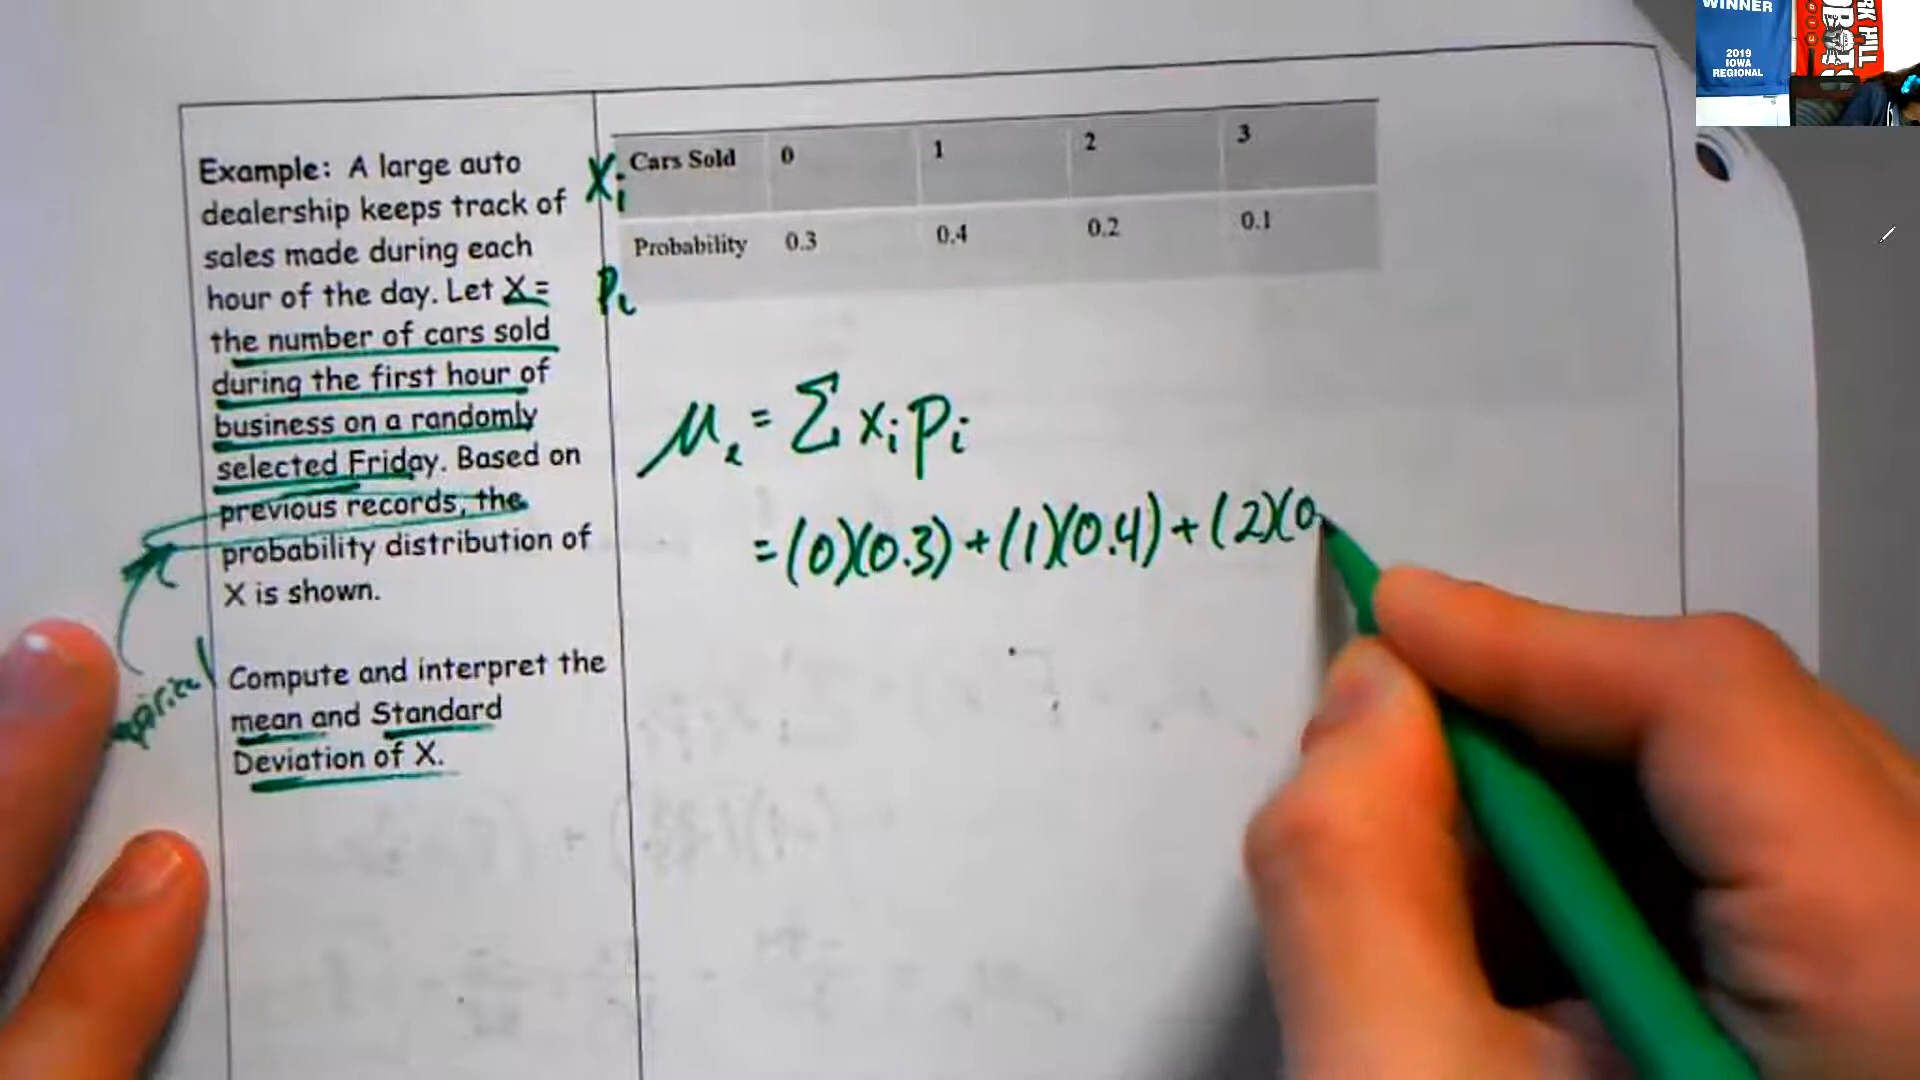 WINNER
2019
IOWA
REGIONAL
Example: A large auto
dealership keeps track of
sales made during each
hour of the day. Let X =
the number of cars sold
during the first hour of
business on a randomly
selected Friday. Based on
previous records, the
probability distribution of
X is shown.
Compute and interpret the
mean and Standard
Deviation of X.
Xi Cars Sold 0 1 2 3
Pi Probability 0.3 0.4 0.2 0.1
μx = Σ xi pi
= (0)(0.3) + (1)(0.4) + (2)(0.